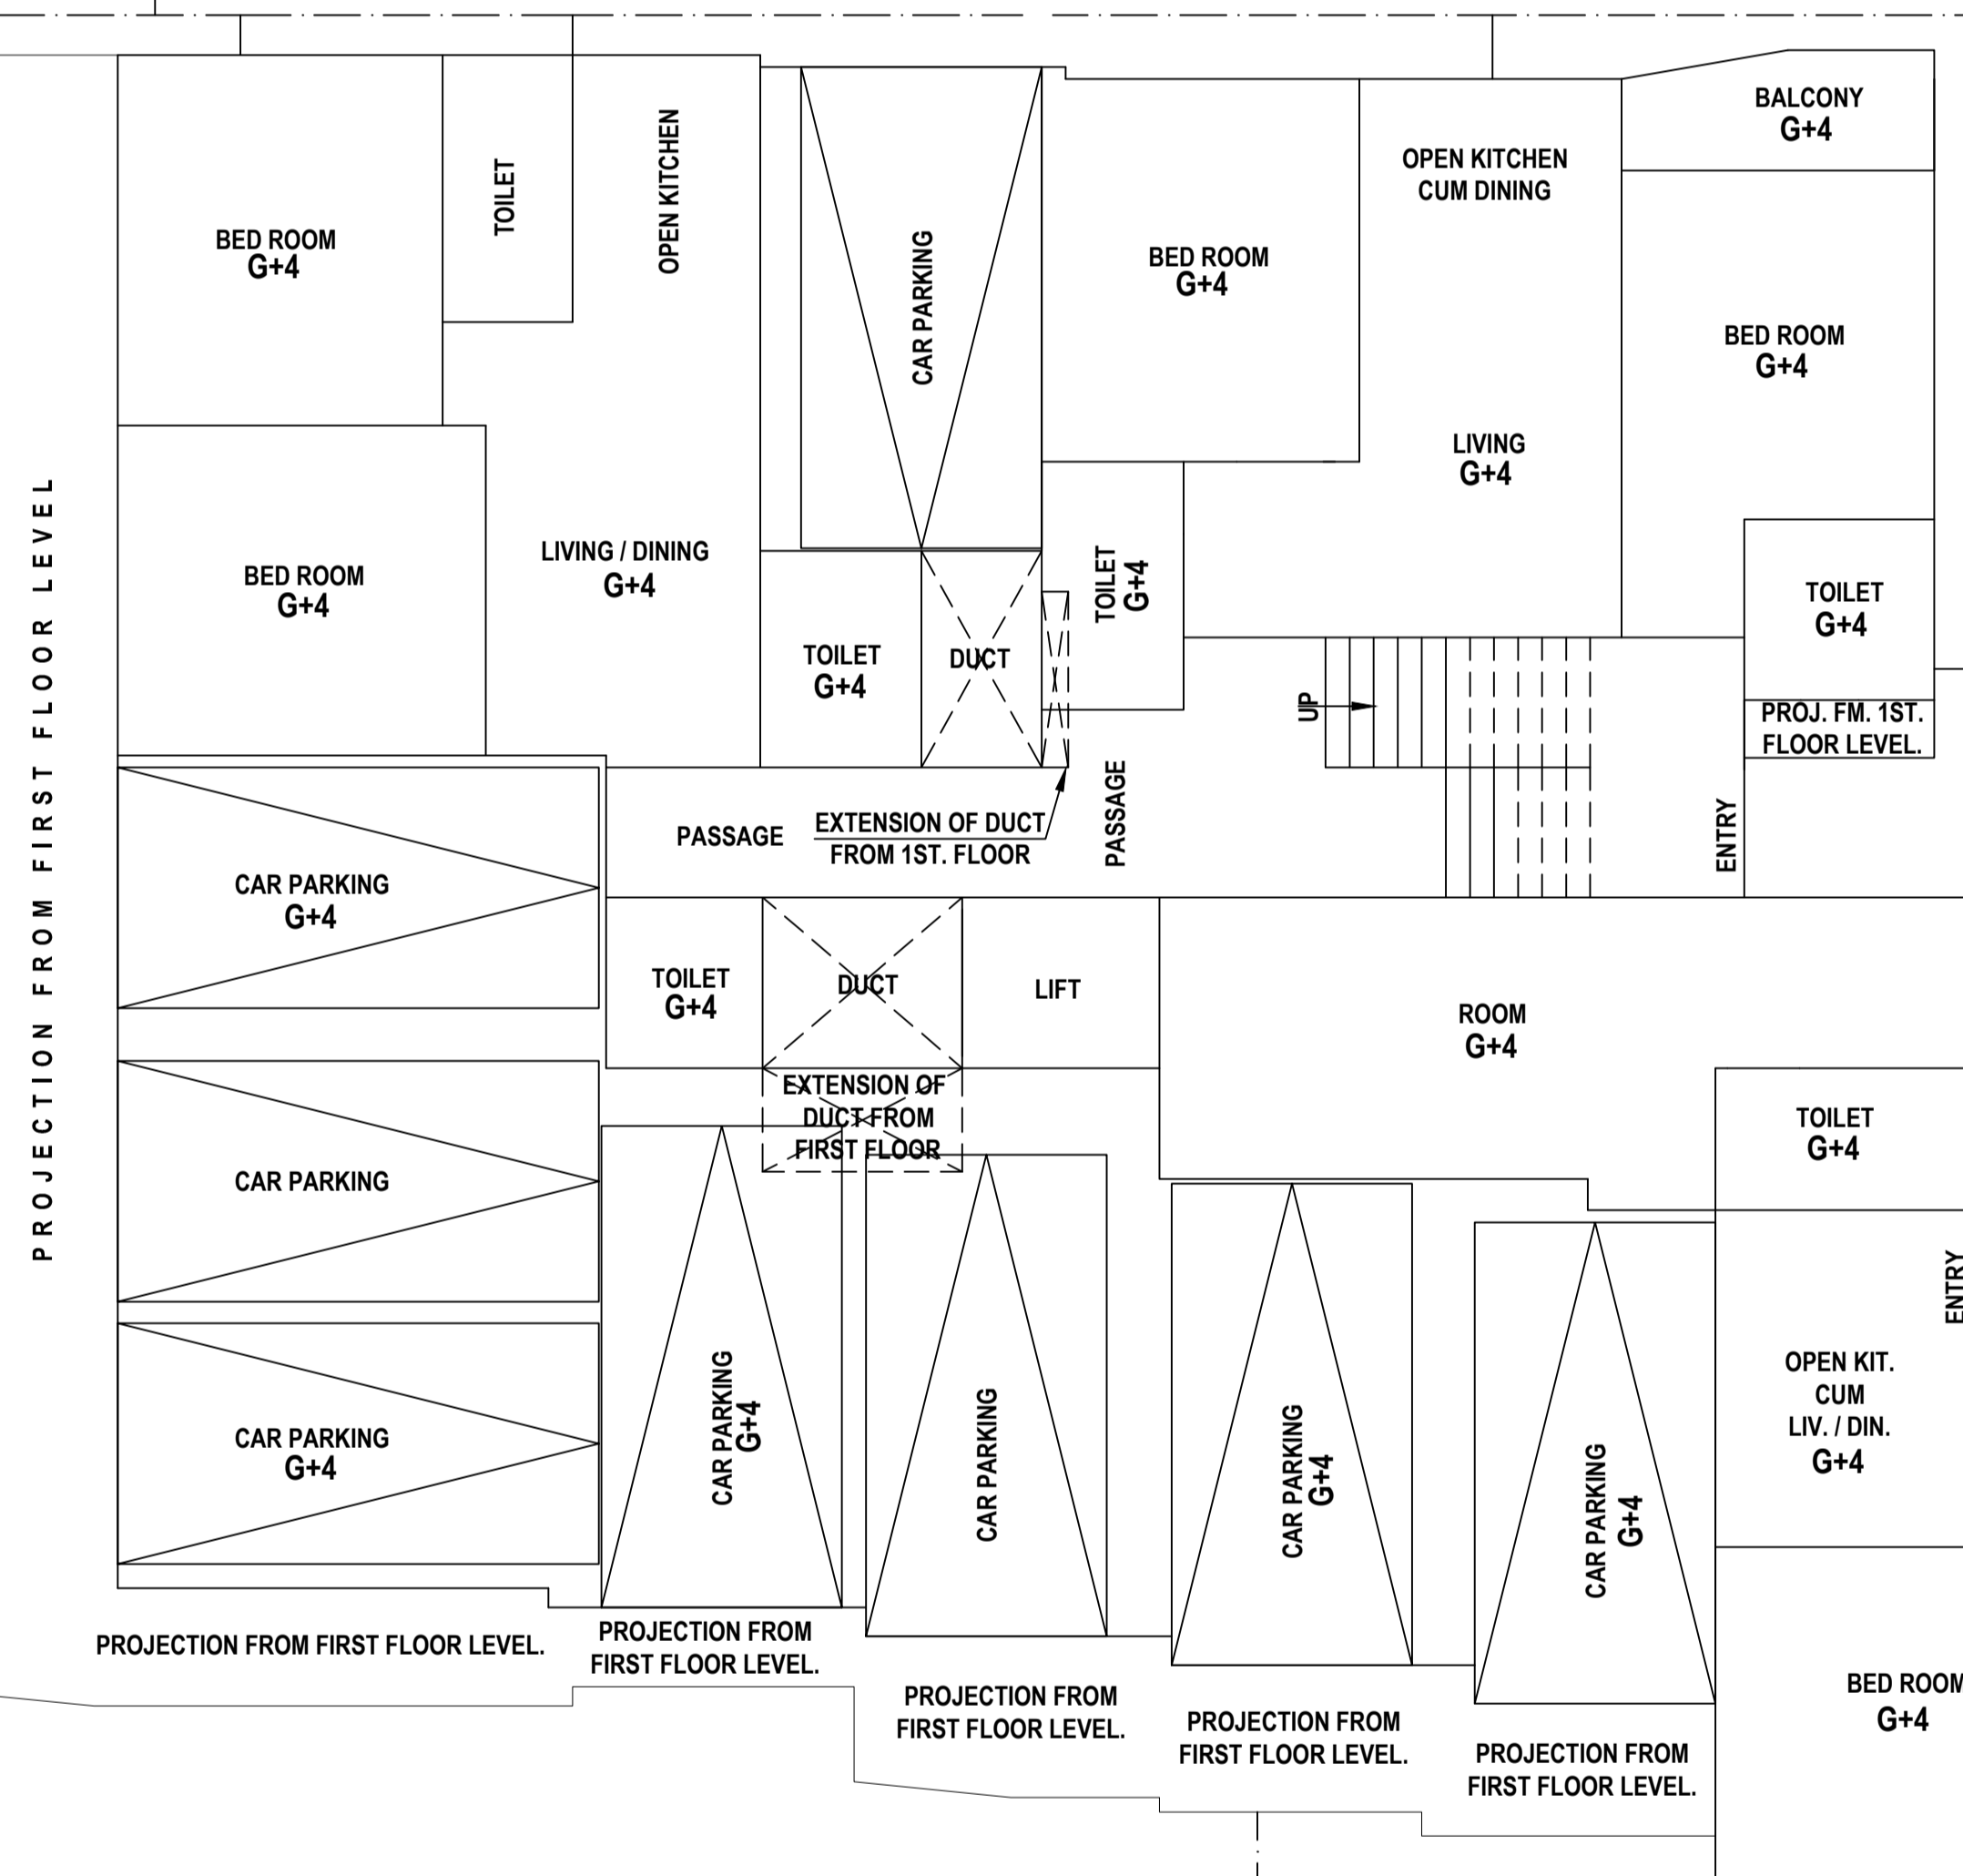 BALCONY
G+4
OPEN KITCHEN
CUM DINING
BED ROOM
G+4
TOILET
OPEN KITCHEN
CAR PARKING
BED ROOM
G+4
BED ROOM
G+4
LIVING
G+4
PROJECTION FROM FIRST FLOOR LEVEL
BED ROOM
G+4
LIVING / DINING
G+4
TOILET
G+4
DUCT
TOILET
G+4
TOILET
G+4
UP
PROJ. FM. 1ST.
FLOOR LEVEL.
PASSAGE
EXTENSION OF DUCT
FROM 1ST. FLOOR
PASSAGE
ENTRY
CAR PARKING
G+4
TOILET
G+4
DUCT
LIFT
ROOM
G+4
EXTENSION OF
DUCT FROM
FIRST FLOOR
TOILET
G+4
CAR PARKING
ENTRY
OPEN KIT.
CUM
LIV. / DIN.
G+4
CAR PARKING
G+4
CAR PARKING
G+4
CAR PARKING
CAR PARKING
G+4
CAR PARKING
G+4
PROJECTION FROM FIRST FLOOR LEVEL.
PROJECTION FROM
FIRST FLOOR LEVEL.
PROJECTION FROM
FIRST FLOOR LEVEL.
PROJECTION FROM
FIRST FLOOR LEVEL.
PROJECTION FROM
FIRST FLOOR LEVEL.
BED ROOM
G+4